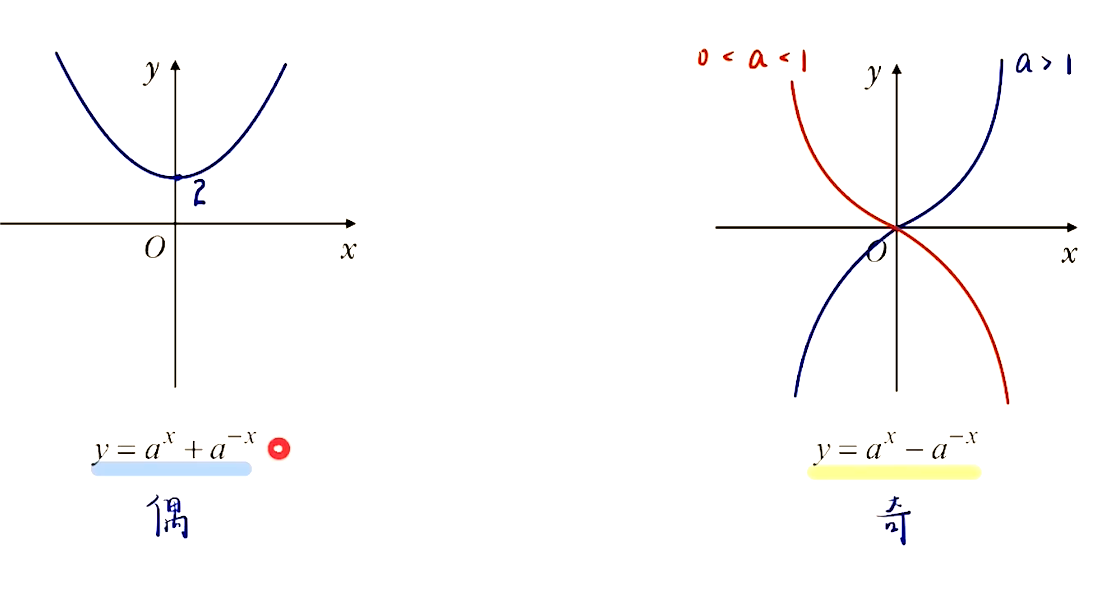 y
2
O
x
y = a^x + a^{-x}
偶
0 < a < 1
a > 1
y
O
x
y = a^x - a^{-x}
奇